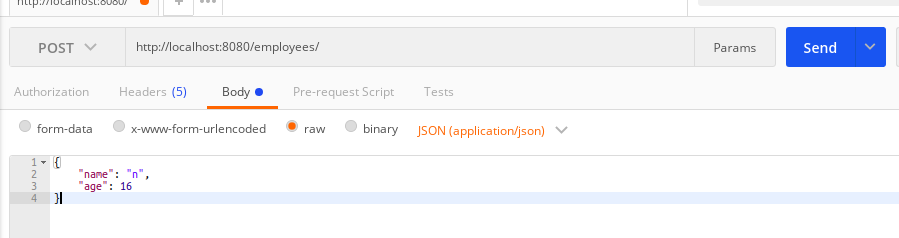 http://localhost:8080/
POST http://localhost:8080/employees/ Params Send
Authorization Headers (5) Body Pre-request Script Tests
form-data x-www-form-urlencoded raw binary JSON (application/json)
1 {
2 "name": "n",
3 "age": 16
4 }